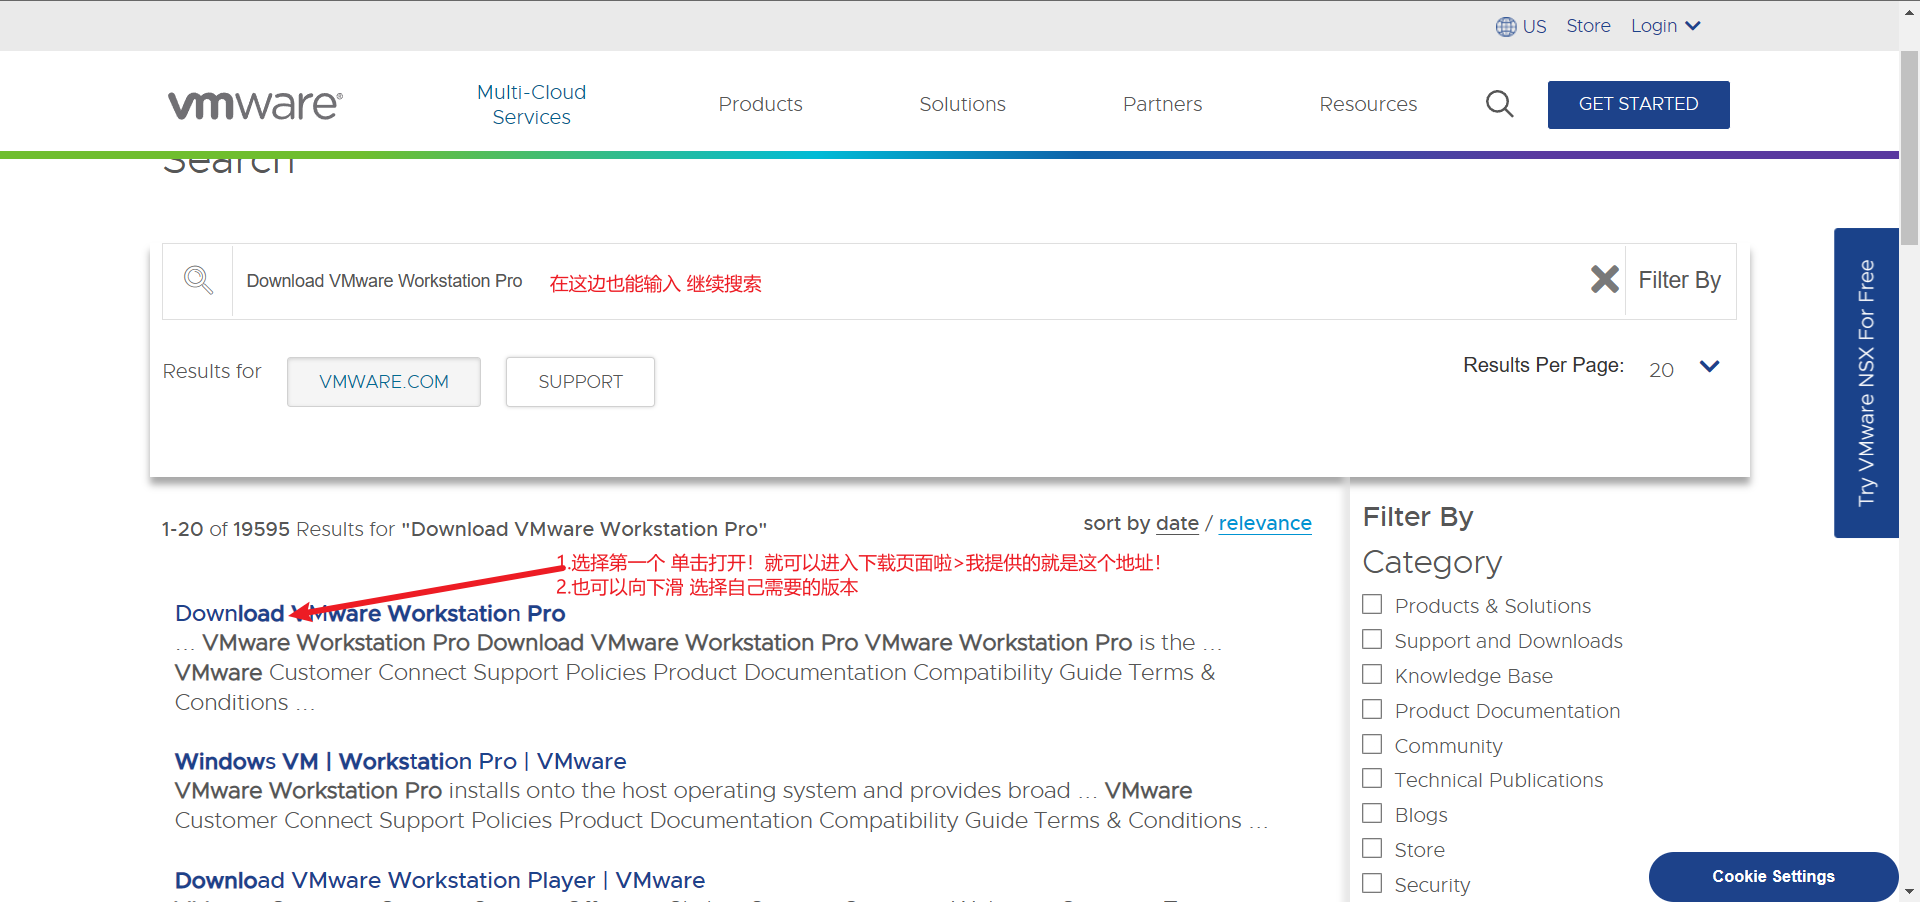 US Store Login
vmware®
Multi-Cloud
Services
Products
Solutions
Partners
Resources
GET STARTED
Search
Download VMware Workstation Pro
在这边也能输入 继续搜索
Filter By
Results for
VMWARE.COM
SUPPORT
Results Per Page: 20
Try VMware NSX For Free
1-20 of 19595 Results for "Download VMware Workstation Pro"
sort by date / relevance
1.选择第一个 单击打开！就可以进入下载页面啦>我提供的就是这个地址！
2.也可以向下滑 选择自己需要的版本
Download VMware Workstation Pro
... VMware Workstation Pro Download VMware Workstation Pro VMware Workstation Pro is the ...
VMware Customer Connect Support Policies Product Documentation Compatibility Guide Terms &
Conditions ...
Windows VM | Workstation Pro | VMware
VMware Workstation Pro installs onto the host operating system and provides broad ... VMware
Customer Connect Support Policies Product Documentation Compatibility Guide Terms & Conditions ...
Download VMware Workstation Player | VMware
Filter By
Category
Products & Solutions
Support and Downloads
Knowledge Base
Product Documentation
Community
Technical Publications
Blogs
Store
Security
Cookie Settings